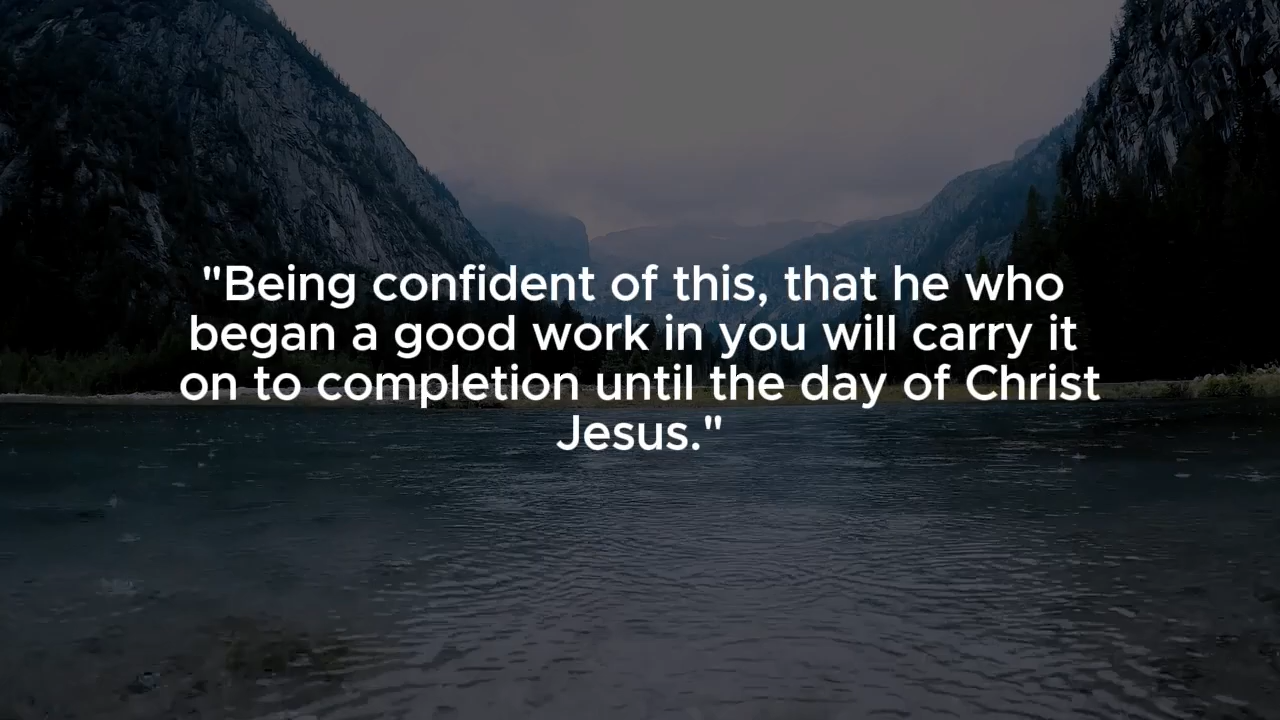 "Being confident of this, that he who
began a good work in you will carry it
on to completion until the day of Christ
Jesus."